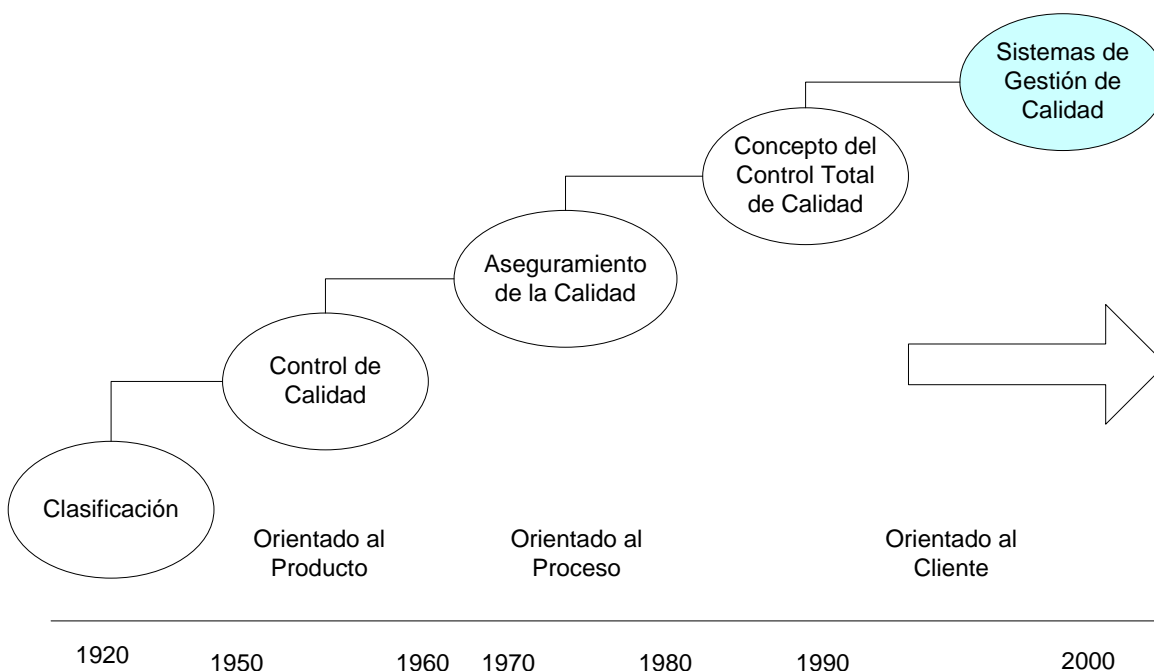 Sistemas de
Gestión de
Calidad
Concepto del
Control Total
de Calidad
Aseguramiento
de la Calidad
Control de
Calidad
Clasificación
Orientado al
Producto
Orientado al
Proceso
Orientado al
Cliente
1920 1950 1960 1970 1980 1990 2000